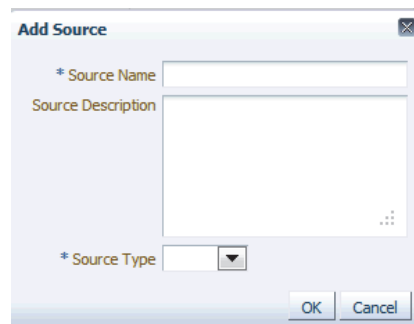 Add Source
* Source Name
Source Description
* Source Type
OK Cancel